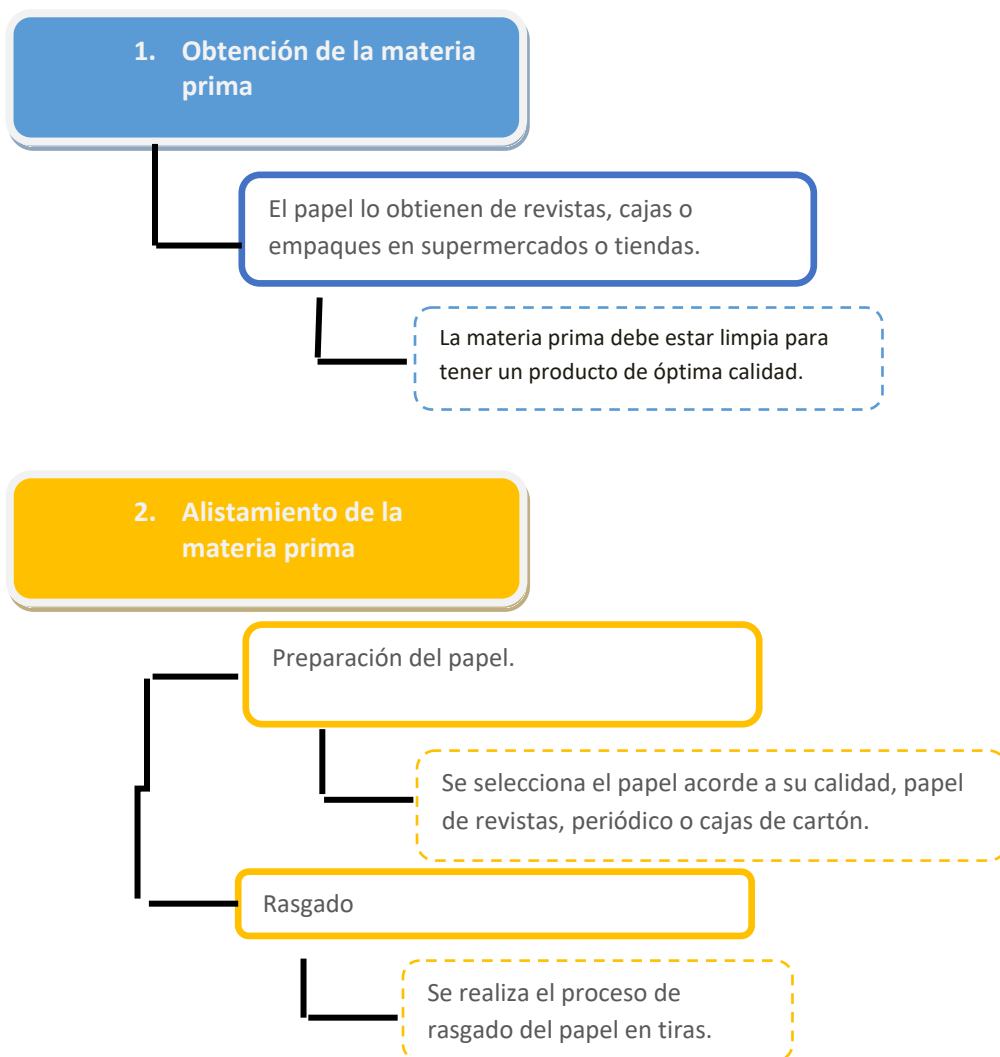 1. Obtención de la materia
prima
El papel lo obtienen de revistas, cajas o
empaques en supermercados o tiendas.
La materia prima debe estar limpia para
tener un producto de óptima calidad.
2. Alistamiento de la
materia prima
Preparación del papel.
Se selecciona el papel acorde a su calidad, papel
de revistas, periódico o cajas de cartón.
Rasgado
Se realiza el proceso de
rasgado del papel en tiras.